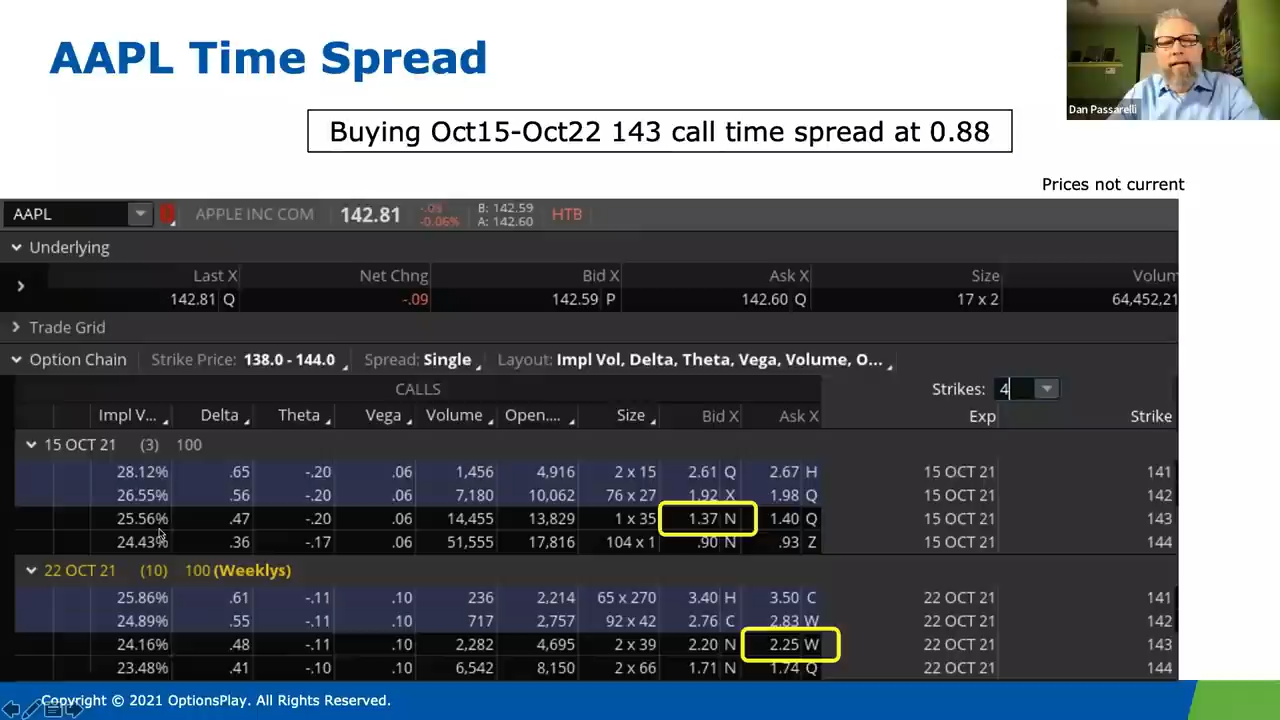 AAPL Time Spread
Dan Passarelli
Buying Oct15-Oct22 143 call time spread at 0.88
Prices not current
AAPL APPLE INC COM 142.81 -.09 -0.06% B: 142.59 A: 142.60 HTB
Underlying
Last X Net Chng Bid X Ask X Size Volum
142.81 Q -.09 142.59 P 142.60 Q 17 x 2 64,452,21
Trade Grid
Option Chain Strike Price: 138.0 - 144.0 Spread: Single Layout: Impl Vol, Delta, Theta, Vega, Volume, O...
CALLS Strikes: 4
Impl V... Delta Theta Vega Volume Open.... Size Bid X Ask X Exp Strike
15 OCT 21 (3) 100
28.12% .65 -.20 .06 1,456 4,916 2 x 15 2.61 Q 2.67 H 15 OCT 21 141
26.55% .56 -.20 .06 7,180 10,062 76 x 27 1.92 X 1.98 Q 15 OCT 21 142
25.56% .47 -.20 .06 14,455 13,829 1 x 35 1.37 N 1.40 Q 15 OCT 21 143
24.43% .36 -.17 .06 51,555 17,816 104 x 1 .90 N .93 Z 15 OCT 21 144
22 OCT 21 (10) 100 (Weeklys)
25.86% .61 -.11 .10 236 2,214 65 x 270 3.40 H 3.50 C 22 OCT 21 141
24.89% .55 -.11 .10 717 2,757 92 x 42 2.76 C 2.83 W 22 OCT 21 142
24.16% .48 -.11 .10 2,282 4,695 2 x 39 2.20 N 2.25 W 22 OCT 21 143
23.48% .41 -.10 .10 6,542 8,150 2 x 66 1.71 N 1.74 Q 22 OCT 21 144
Copyright © 2021 OptionsPlay. All Rights Reserved.